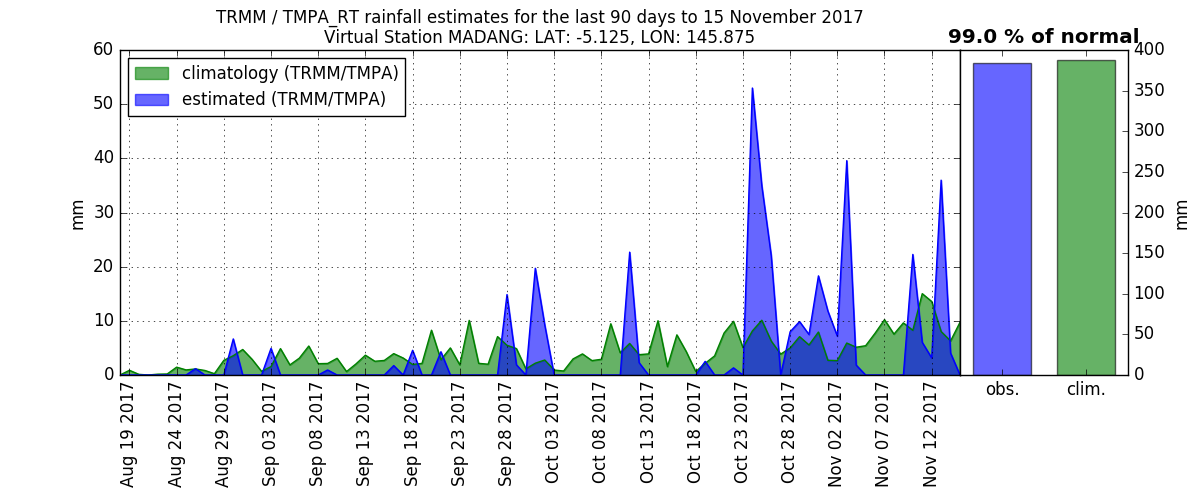 TRMM / TMPA_RT rainfall estimates for the last 90 days to 15 November 2017
Virtual Station MADANG: LAT: -5.125, LON: 145.875
99.0 % of normal
climatology (TRMM/TMPA)
estimated (TRMM/TMPA)
60
50
40
30
20
10
0
mm
Aug 19 2017
Aug 24 2017
Aug 29 2017
Sep 03 2017
Sep 08 2017
Sep 13 2017
Sep 18 2017
Sep 23 2017
Sep 28 2017
Oct 03 2017
Oct 08 2017
Oct 13 2017
Oct 18 2017
Oct 23 2017
Oct 28 2017
Nov 02 2017
Nov 07 2017
Nov 12 2017
400
350
300
250
200
150
100
50
0
mm
obs.
clim.